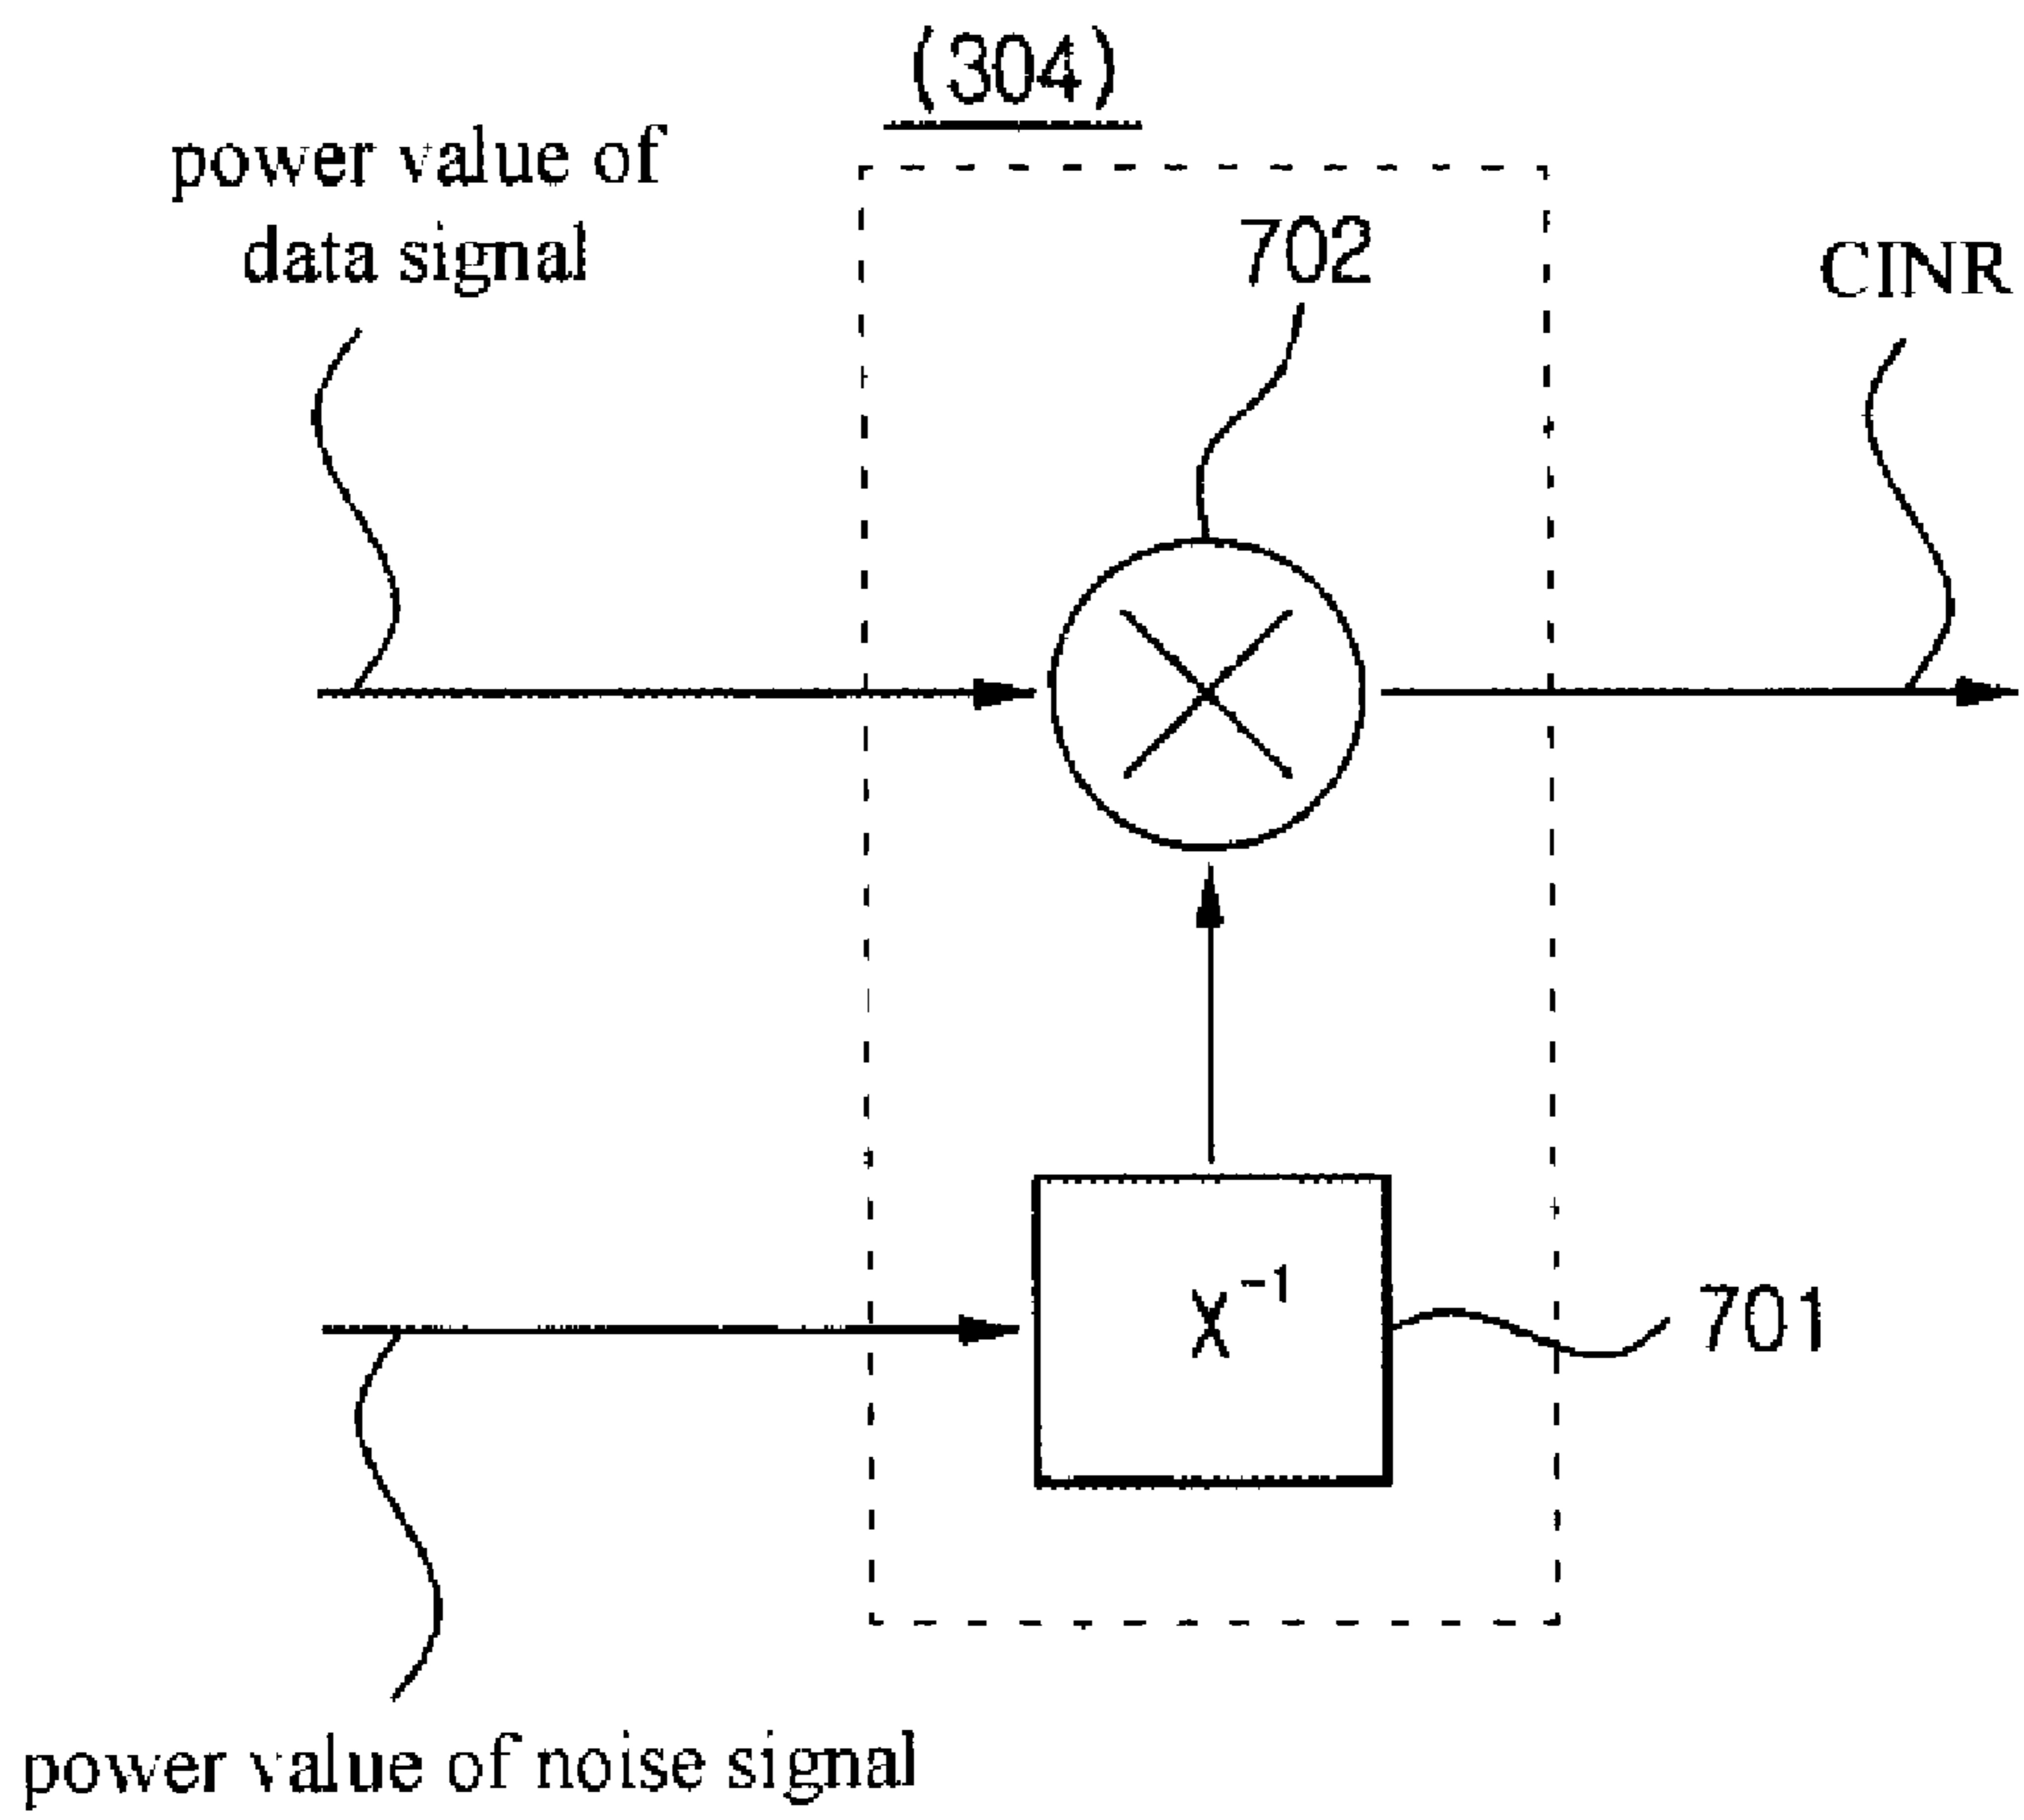 (304)
power value of
data signal
702
CINR
X⁻¹
701
power value of noise signal